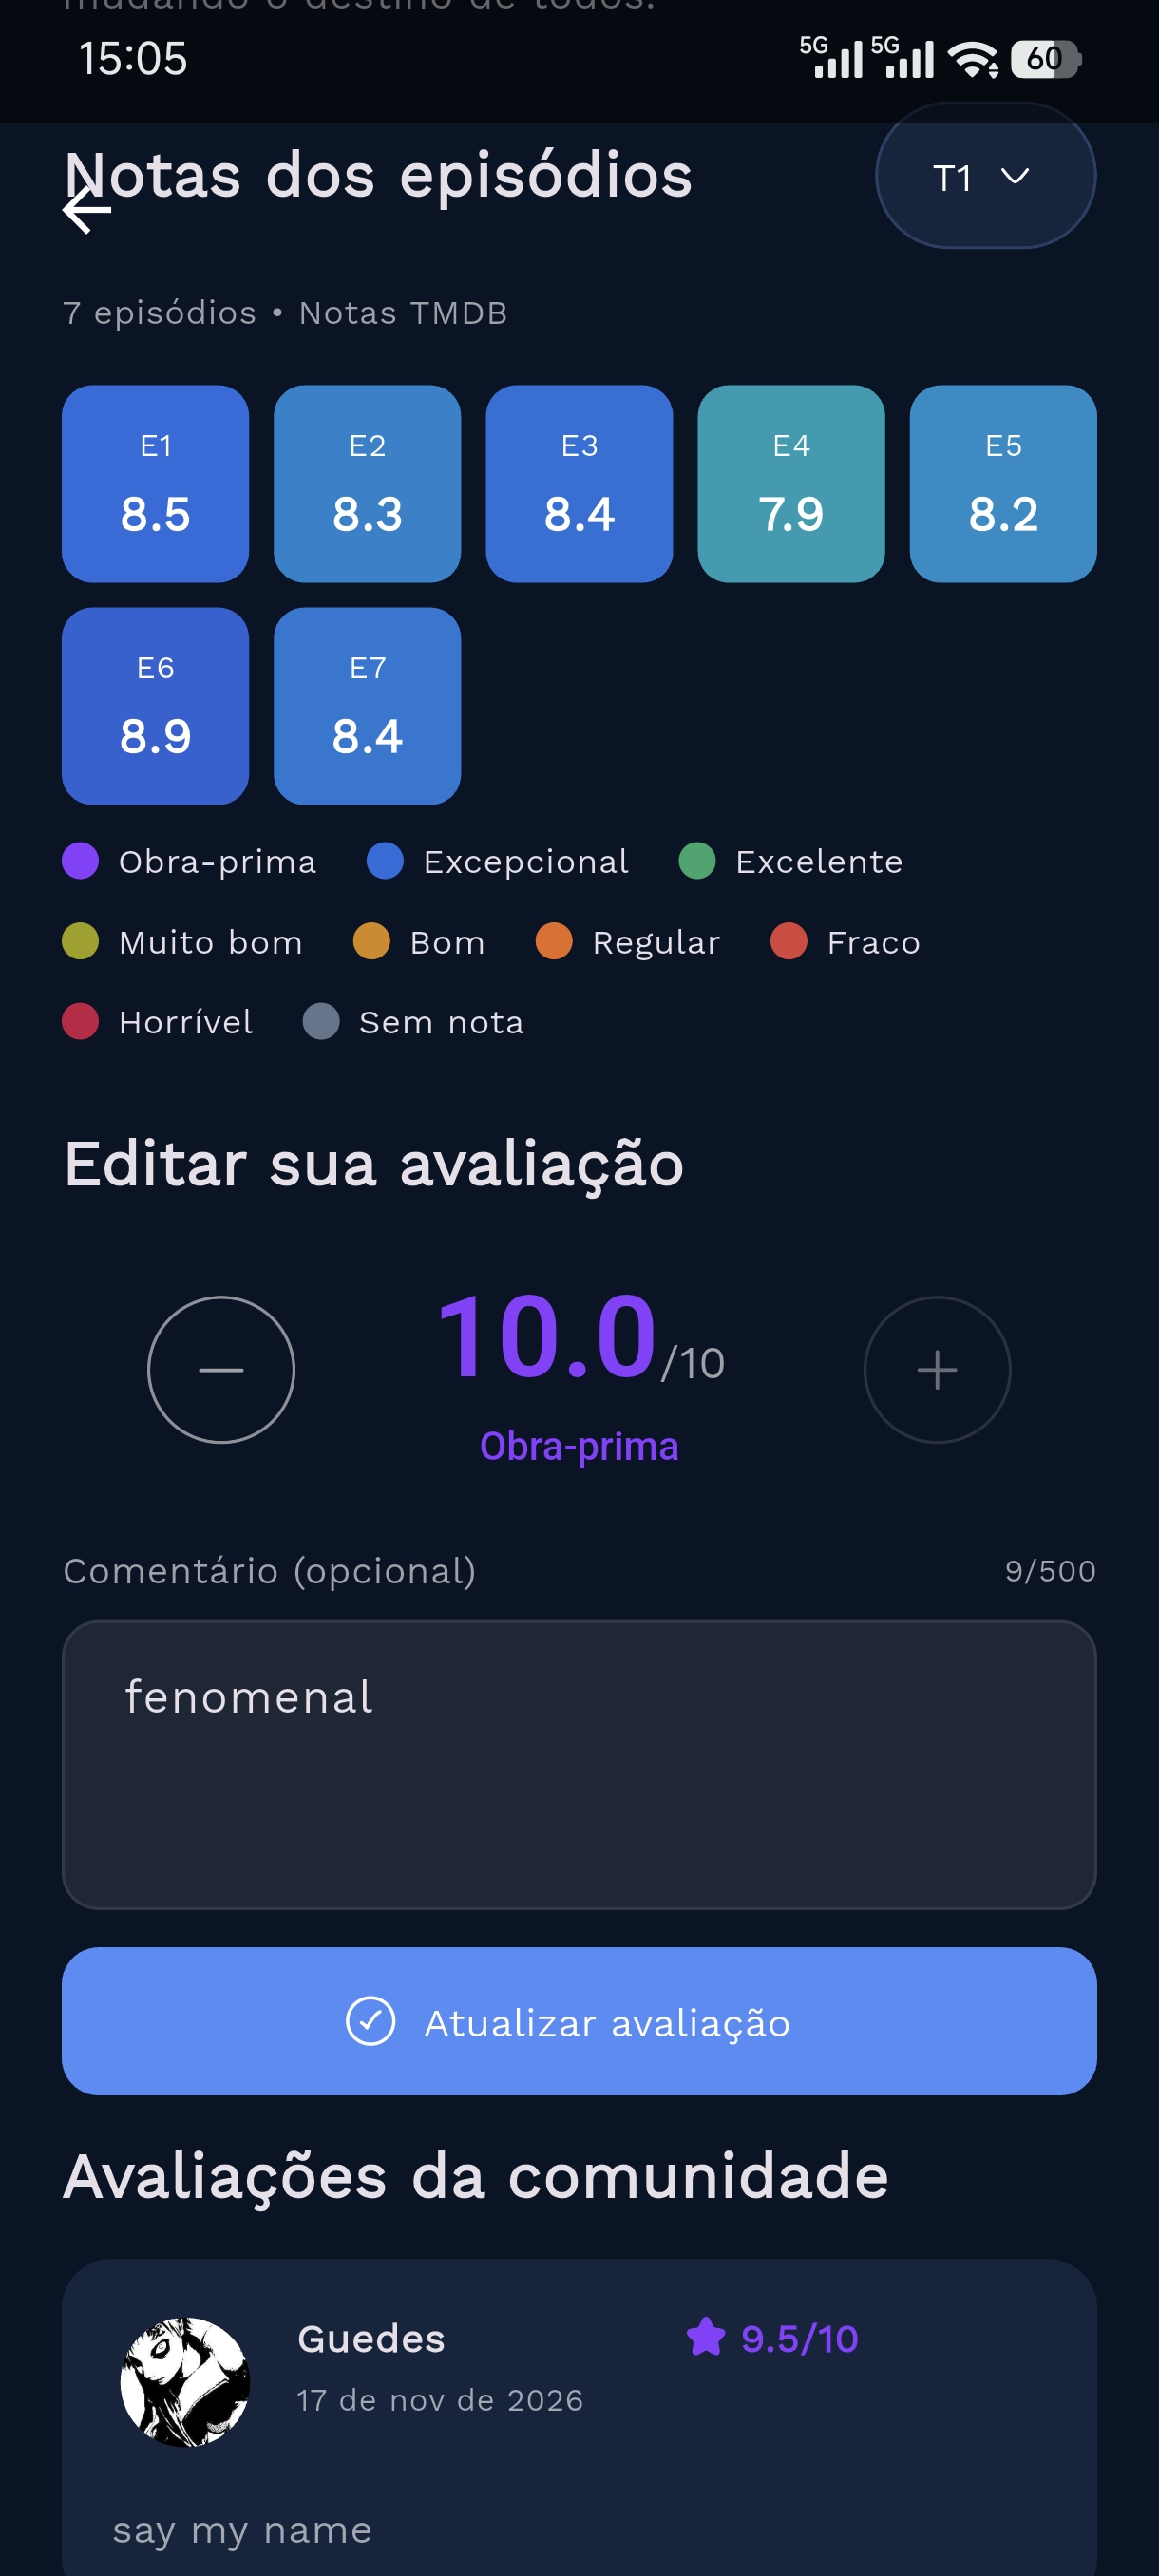 mudando o destino de todos.
15:05
5G 5G 60
Notas dos episódios
T1
7 episódios • Notas TMDB
E1 E2 E3 E4 E5
8.5 8.3 8.4 7.9 8.2
E6 E7
8.9 8.4
Obra-prima Excepcional Excelente
Muito bom Bom Regular Fraco
Horrível Sem nota
Editar sua avaliação
10.0/10
Obra-prima
Comentário (opcional) 9/500
fenomenal
Atualizar avaliação
Avaliações da comunidade
Guedes 9.5/10
17 de nov de 2026
say my name